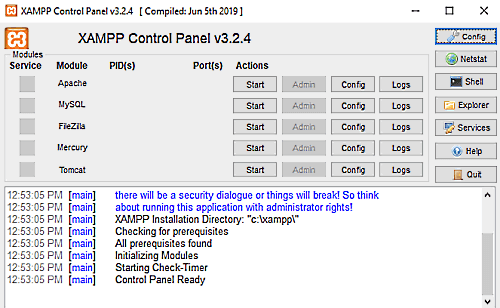 XAMPP Control Panel v3.2.4 [ Compiled: Jun 5th 2019 ]
XAMPP Control Panel v3.2.4
Config
Modules
Service Module PID(s) Port(s) Actions
Netstat
Apache Start Admin Config Logs
Shell
MySQL Start Admin Config Logs
Explorer
FileZilla Start Admin Config Logs
Services
Mercury Start Admin Config Logs
Help
Tomcat Start Admin Config Logs
Quit
12:53:05 PM [main] there will be a security dialogue or things will break! So think
12:53:05 PM [main] about running this application with administrator rights!
12:53:05 PM [main] XAMPP Installation Directory: "c:\xampp\"
12:53:05 PM [main] Checking for prerequisites
12:53:05 PM [main] All prerequisites found
12:53:05 PM [main] Initializing Modules
12:53:05 PM [main] Starting Check-Timer
12:53:05 PM [main] Control Panel Ready